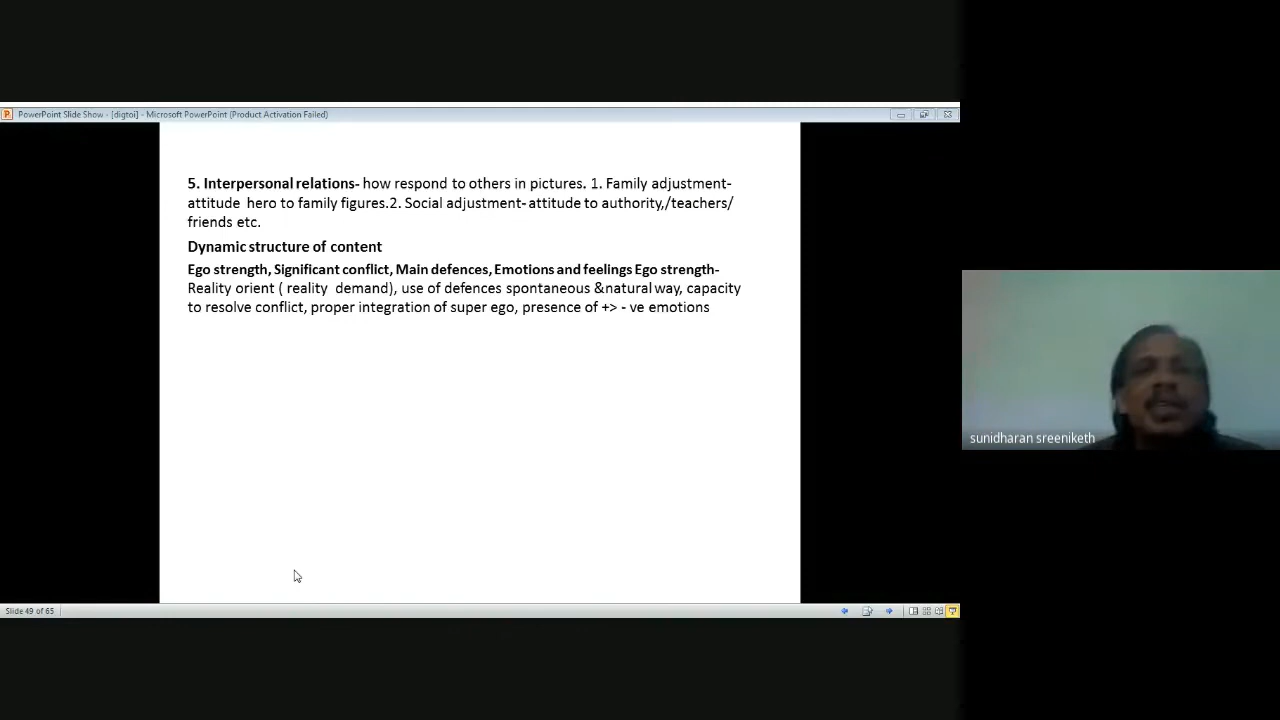 PowerPoint Slide Show - [digtoi] - Microsoft PowerPoint (Product Activation Failed)
5. Interpersonal relations- how respond to others in pictures. 1. Family adjustment-
attitude hero to family figures.2. Social adjustment- attitude to authority,/teachers/
friends etc.
Dynamic structure of content
Ego strength, Significant conflict, Main defences, Emotions and feelings Ego strength-
Reality orient ( reality demand), use of defences spontaneous &natural way, capacity
to resolve conflict, proper integration of super ego, presence of +> - ve emotions
sunidharan sreeniketh
Slide 49 of 65